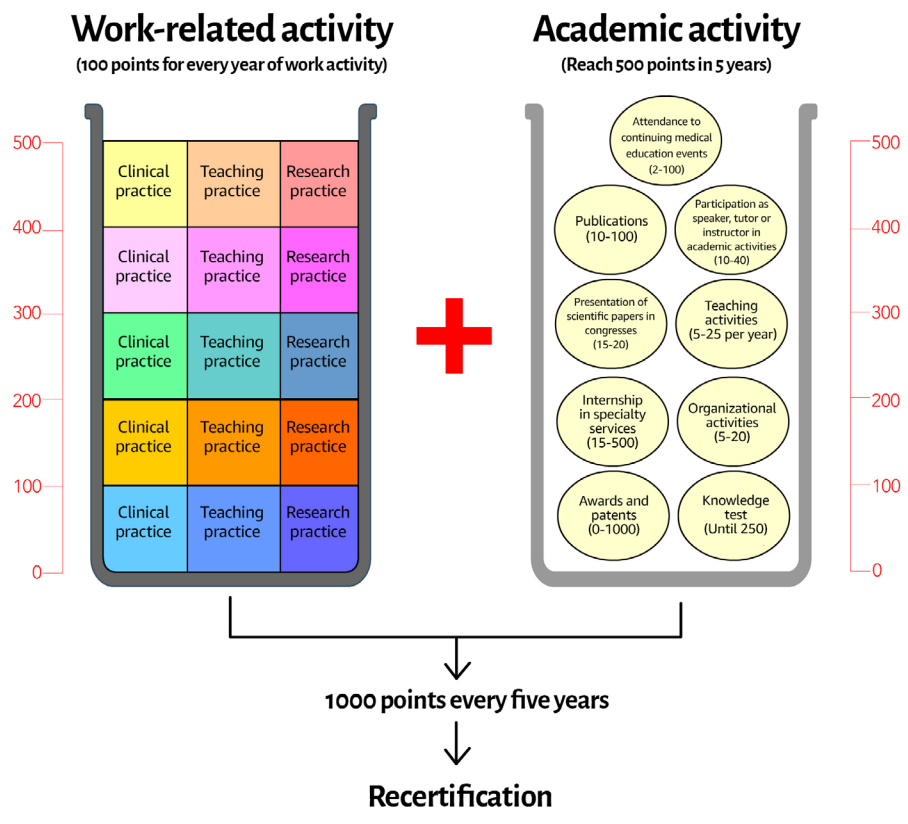 Work-related activity
(100 points for every year of work activity)
500
400
300
200
100
0
Clinical
practice
Teaching
practice
Research
practice
Clinical
practice
Teaching
practice
Research
practice
Clinical
practice
Teaching
practice
Research
practice
Clinical
practice
Teaching
practice
Research
practice
Clinical
practice
Teaching
practice
Research
practice
Academic activity
(Reach 500 points in 5 years)
Attendance to
continuing medical
education events
(2-100)
Publications
(10-100)
Participation as
speaker, tutor or
instructor in
academic activities
(10-40)
Presentation of
scientific papers in
congresses
(15-20)
Teaching
activities
(5-25 per year)
Internship
in specialty
services
(15-500)
Organizational
activities
(5-20)
Awards and
patents
(0-1000)
Knowledge
test
(Until 250)
500
400
300
200
100
0
1000 points every five years
Recertification